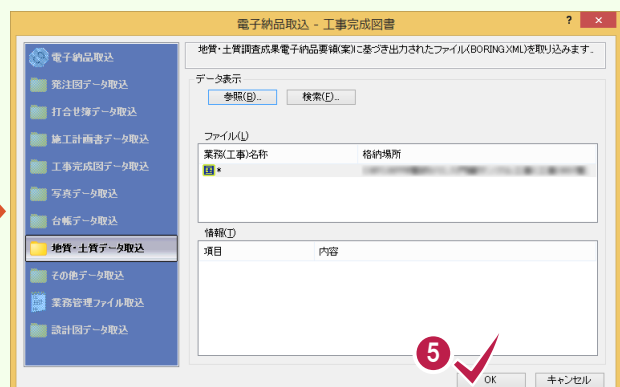 電子納品取込 - 工事完成図書
? ×
電子納品取込
発注図データ取込
打合せ簿データ取込
施工計画書データ取込
工事完成図データ取込
写真データ取込
台帳データ取込
地質・土質データ取込
その他データ取込
業務管理ファイル取込
設計図データ取込
地質・土質調査成果電子納品要領(案)に基づき出力されたファイル(BORING.XML)を取り込みます.
データ表示
参照(B)... 検索(F)...
ファイル(L)
業務(工事)名称 格納場所
*
情報(T)
項目 内容
5
OK キャンセル